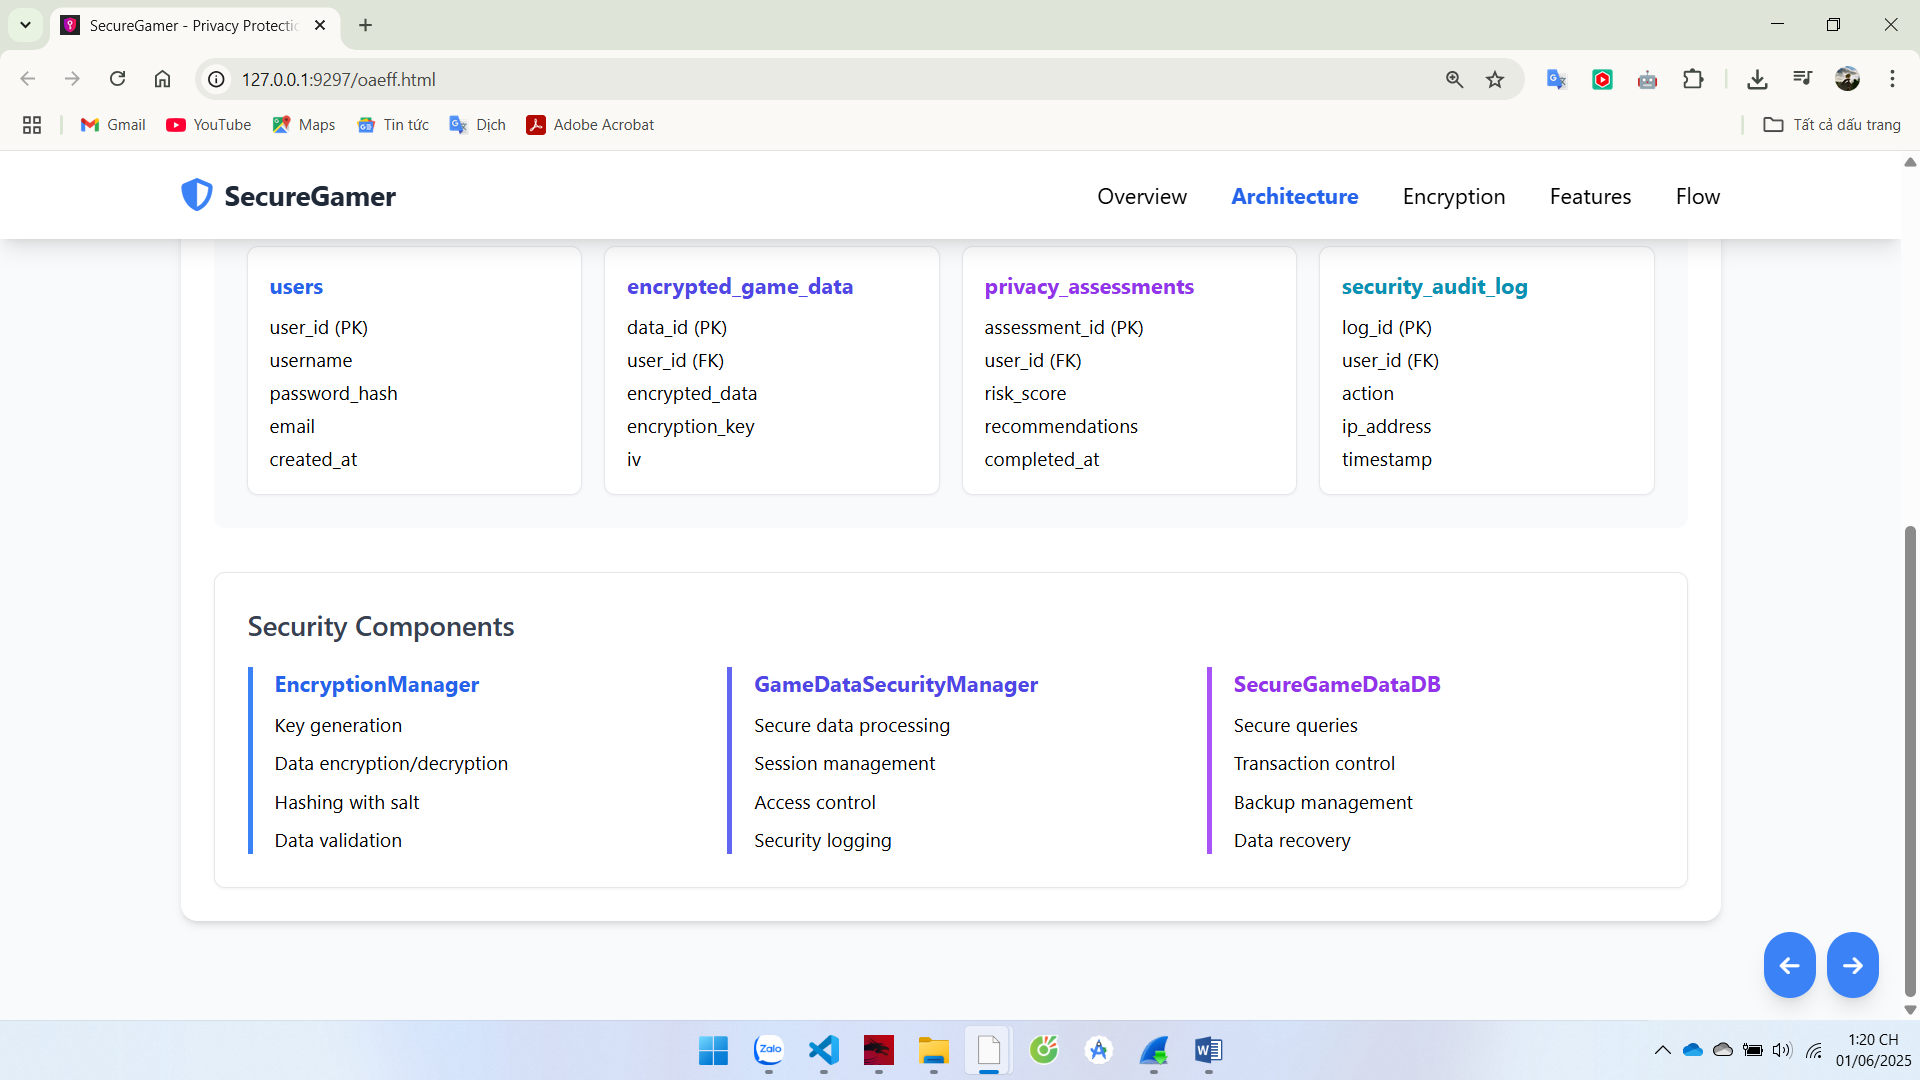 SecureGamer - Privacy Protectic
127.0.0.1:9297/oaeff.html
Gmail
YouTube
Maps
Tin tức
Dịch
Adobe Acrobat
Tất cả dấu trang
SecureGamer
Overview
Architecture
Encryption
Features
Flow
users
user_id (PK)
username
password_hash
email
created_at
encrypted_game_data
data_id (PK)
user_id (FK)
encrypted_data
encryption_key
iv
privacy_assessments
assessment_id (PK)
user_id (FK)
risk_score
recommendations
completed_at
security_audit_log
log_id (PK)
user_id (FK)
action
ip_address
timestamp
Security Components
EncryptionManager
Key generation
Data encryption/decryption
Hashing with salt
Data validation
GameDataSecurityManager
Secure data processing
Session management
Access control
Security logging
SecureGameDataDB
Secure queries
Transaction control
Backup management
Data recovery
Zalo
1:20 CH
01/06/2025